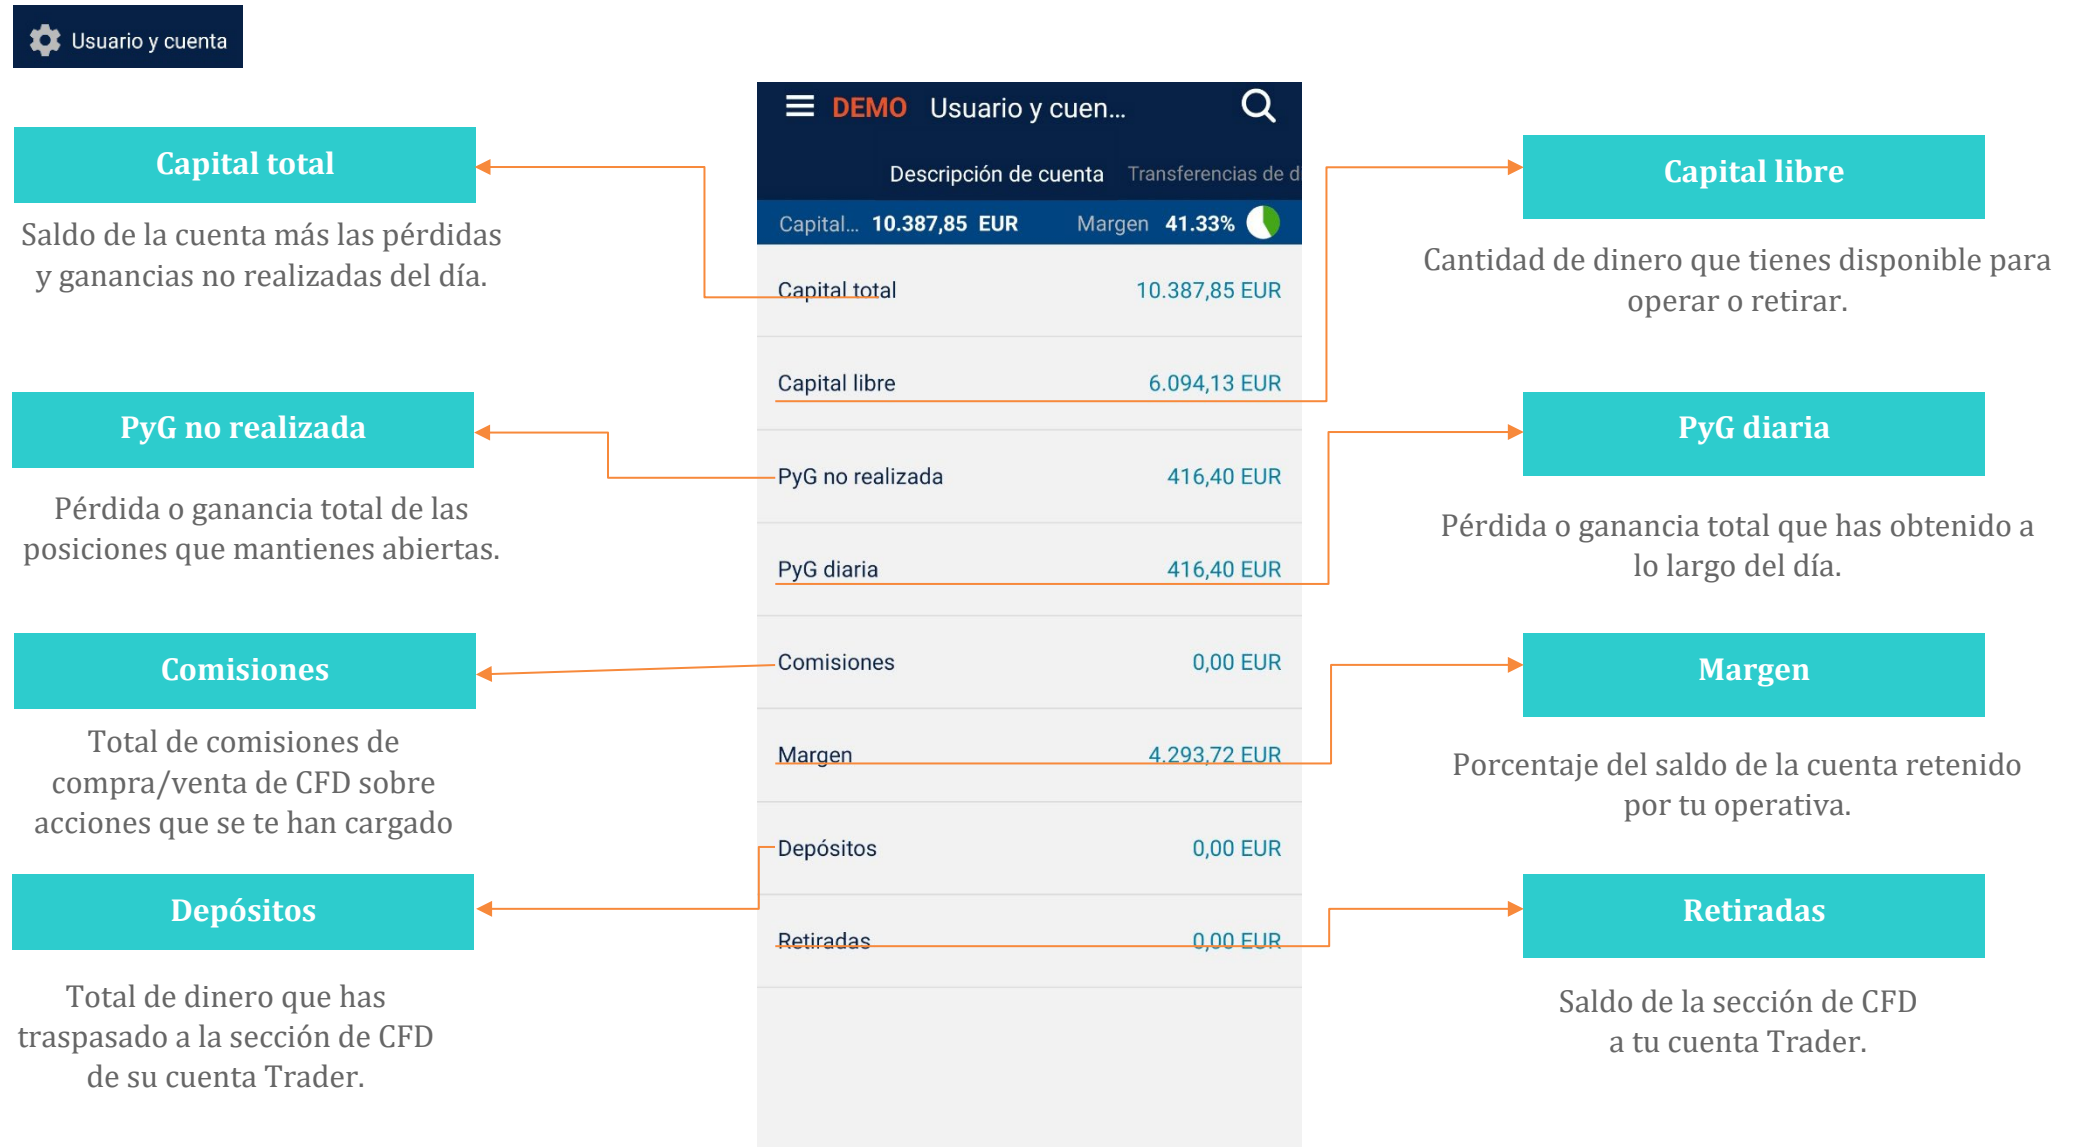 Usuario y cuenta
DEMO Usuario y cuen...
Descripción de cuenta Transferencias de d
Capital... 10.387,85 EUR Margen 41.33%
Capital total 10.387,85 EUR
Capital libre 6.094,13 EUR
PyG no realizada 416,40 EUR
PyG diaria 416,40 EUR
Comisiones 0,00 EUR
Margen 4.293,72 EUR
Depósitos 0,00 EUR
Retiradas 0,00 EUR
Capital total
Saldo de la cuenta más las pérdidas
y ganancias no realizadas del día.
PyG no realizada
Pérdida o ganancia total de las
posiciones que mantienes abiertas.
Comisiones
Total de comisiones de
compra/venta de CFD sobre
acciones que se te han cargado
Depósitos
Total de dinero que has
traspasado a la sección de CFD
de su cuenta Trader.
Capital libre
Cantidad de dinero que tienes disponible para
operar o retirar.
PyG diaria
Pérdida o ganancia total que has obtenido a
lo largo del día.
Margen
Porcentaje del saldo de la cuenta retenido
por tu operativa.
Retiradas
Saldo de la sección de CFD
a tu cuenta Trader.